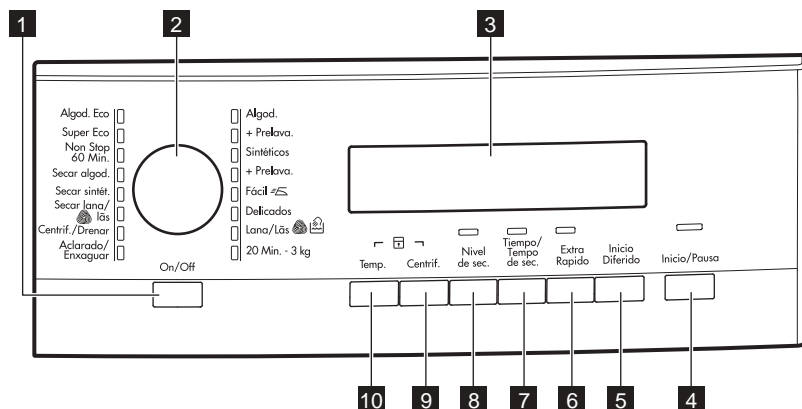 1
2
3
Algod. Eco
Super Eco
Non Stop
60 Min.
Secar algod.
Secar sintét.
Secar lana/
lãs
Centrif./Drenar
Aclarado/
Enxaguar
Algod.
+ Prelava.
Sintéticos
+ Prelava.
Fácil
Delicados
Lana/Lãs
20 Min. - 3 kg
On/Off
Temp.
Centrif.
Nivel
de sec.
Tiempo/
Tempo
de sec.
Extra
Rapido
Inicio
Diferido
Inicio/Pausa
10
9
8
7
6
5
4